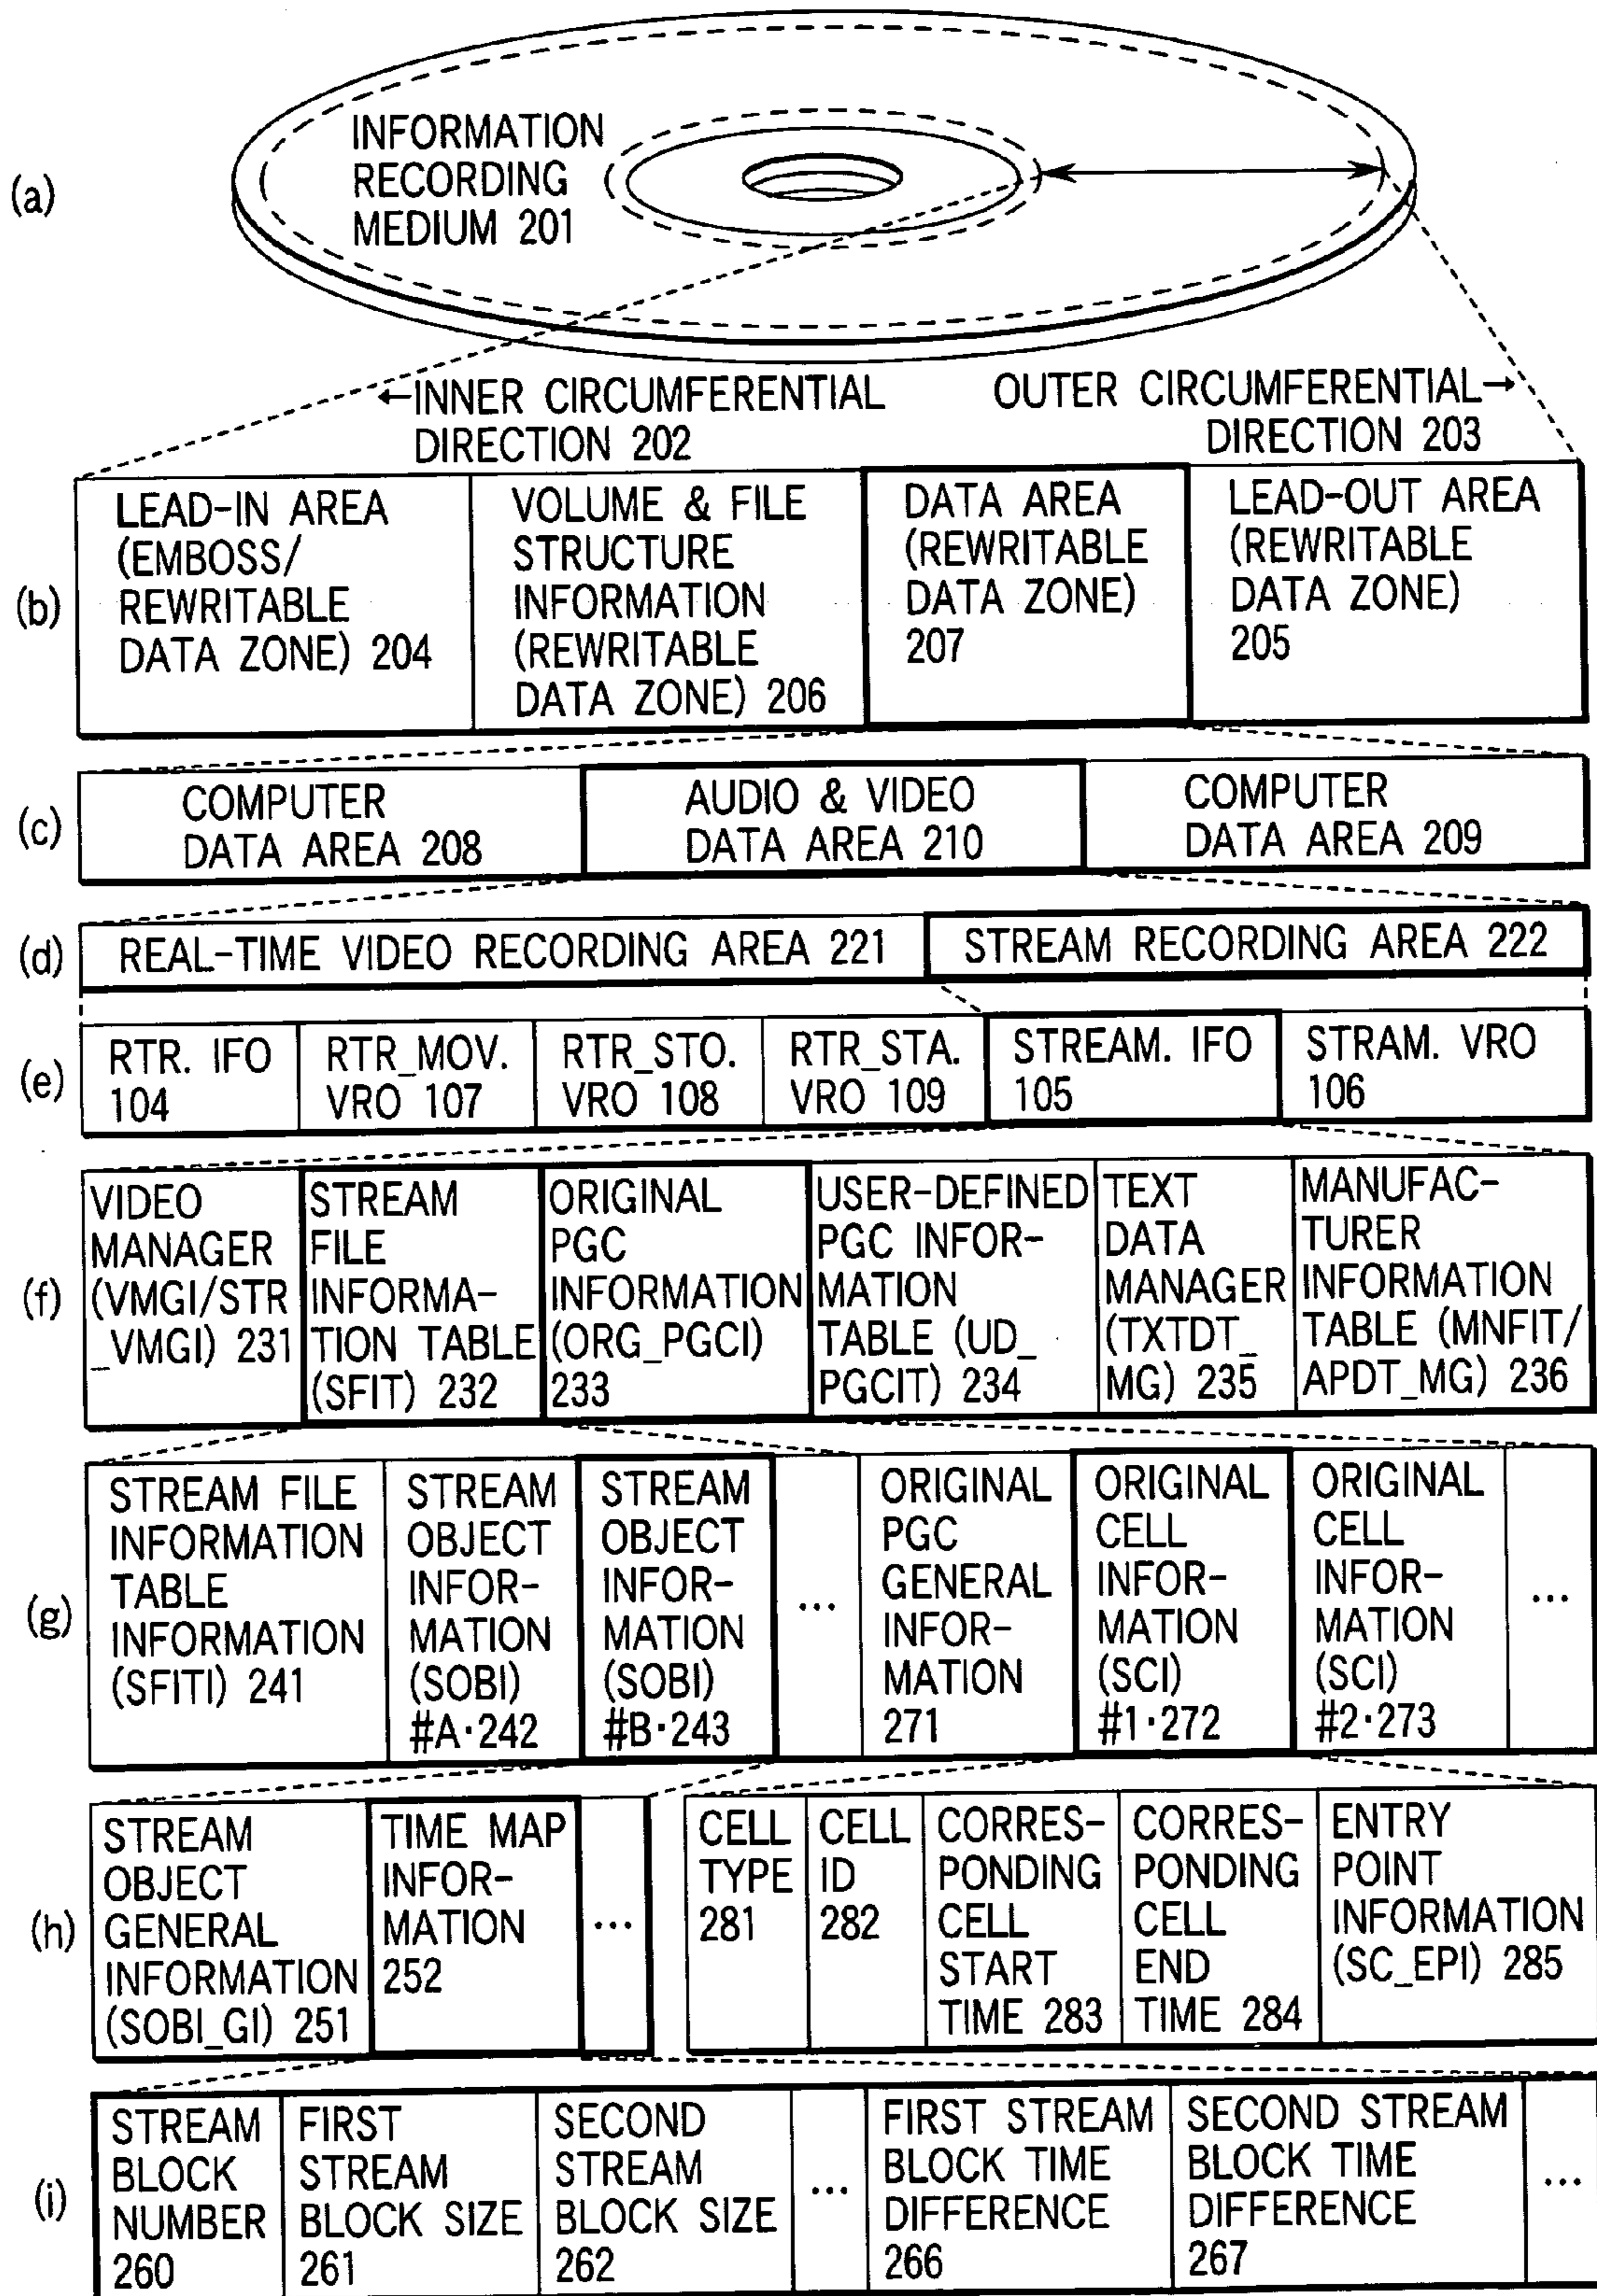 (a)
INFORMATION
RECORDING
MEDIUM 201
←INNER CIRCUMFERENTIAL
DIRECTION 202
OUTER CIRCUMFERENTIAL→
DIRECTION 203
(b)
LEAD-IN AREA
(EMBOSS/
REWRITABLE
DATA ZONE) 204
VOLUME & FILE
STRUCTURE
INFORMATION
(REWRITABLE
DATA ZONE) 206
DATA AREA
(REWRITABLE
DATA ZONE)
207
LEAD-OUT AREA
(REWRITABLE
DATA ZONE)
205
(c)
COMPUTER
DATA AREA 208
AUDIO & VIDEO
DATA AREA 210
COMPUTER
DATA AREA 209
(d)
REAL-TIME VIDEO RECORDING AREA 221
STREAM RECORDING AREA 222
(e)
RTR. IFO
104
RTR_MOV.
VRO 107
RTR_STO.
VRO 108
RTR_STA.
VRO 109
STREAM. IFO
105
STRAM. VRO
106
(f)
VIDEO
MANAGER
(VMGI/STR
_VMGI) 231
STREAM
FILE
INFORMA-
TION TABLE
(SFIT) 232
ORIGINAL
PGC
INFORMATION
(ORG_PGCI)
233
USER-DEFINED
PGC INFOR-
MATION
TABLE (UD_
PGCIT) 234
TEXT
DATA
MANAGER
(TXTDT_
MG) 235
MANUFAC-
TURER
INFORMATION
TABLE (MNFIT/
APDT_MG) 236
(g)
STREAM FILE
INFORMATION
TABLE
INFORMATION
(SFITI) 241
STREAM
OBJECT
INFOR-
MATION
(SOBI)
#A·242
STREAM
OBJECT
INFOR-
MATION
(SOBI)
#B·243
...
ORIGINAL
PGC
GENERAL
INFOR-
MATION
271
ORIGINAL
CELL
INFOR-
MATION
(SCI)
#1·272
ORIGINAL
CELL
INFOR-
MATION
(SCI)
#2·273
...
(h)
STREAM
OBJECT
GENERAL
INFORMATION
(SOBI_GI) 251
TIME MAP
INFOR-
MATION
252
...
CELL
TYPE
281
CELL
ID
282
CORRES-
PONDING
CELL
START
TIME 283
CORRES-
PONDING
CELL
END
TIME 284
ENTRY
POINT
INFORMATION
(SC_EPI) 285
(i)
STREAM
BLOCK
NUMBER
260
FIRST
STREAM
BLOCK SIZE
261
SECOND
STREAM
BLOCK SIZE
262
...
FIRST STREAM
BLOCK TIME
DIFFERENCE
266
SECOND STREAM
BLOCK TIME
DIFFERENCE
267
...